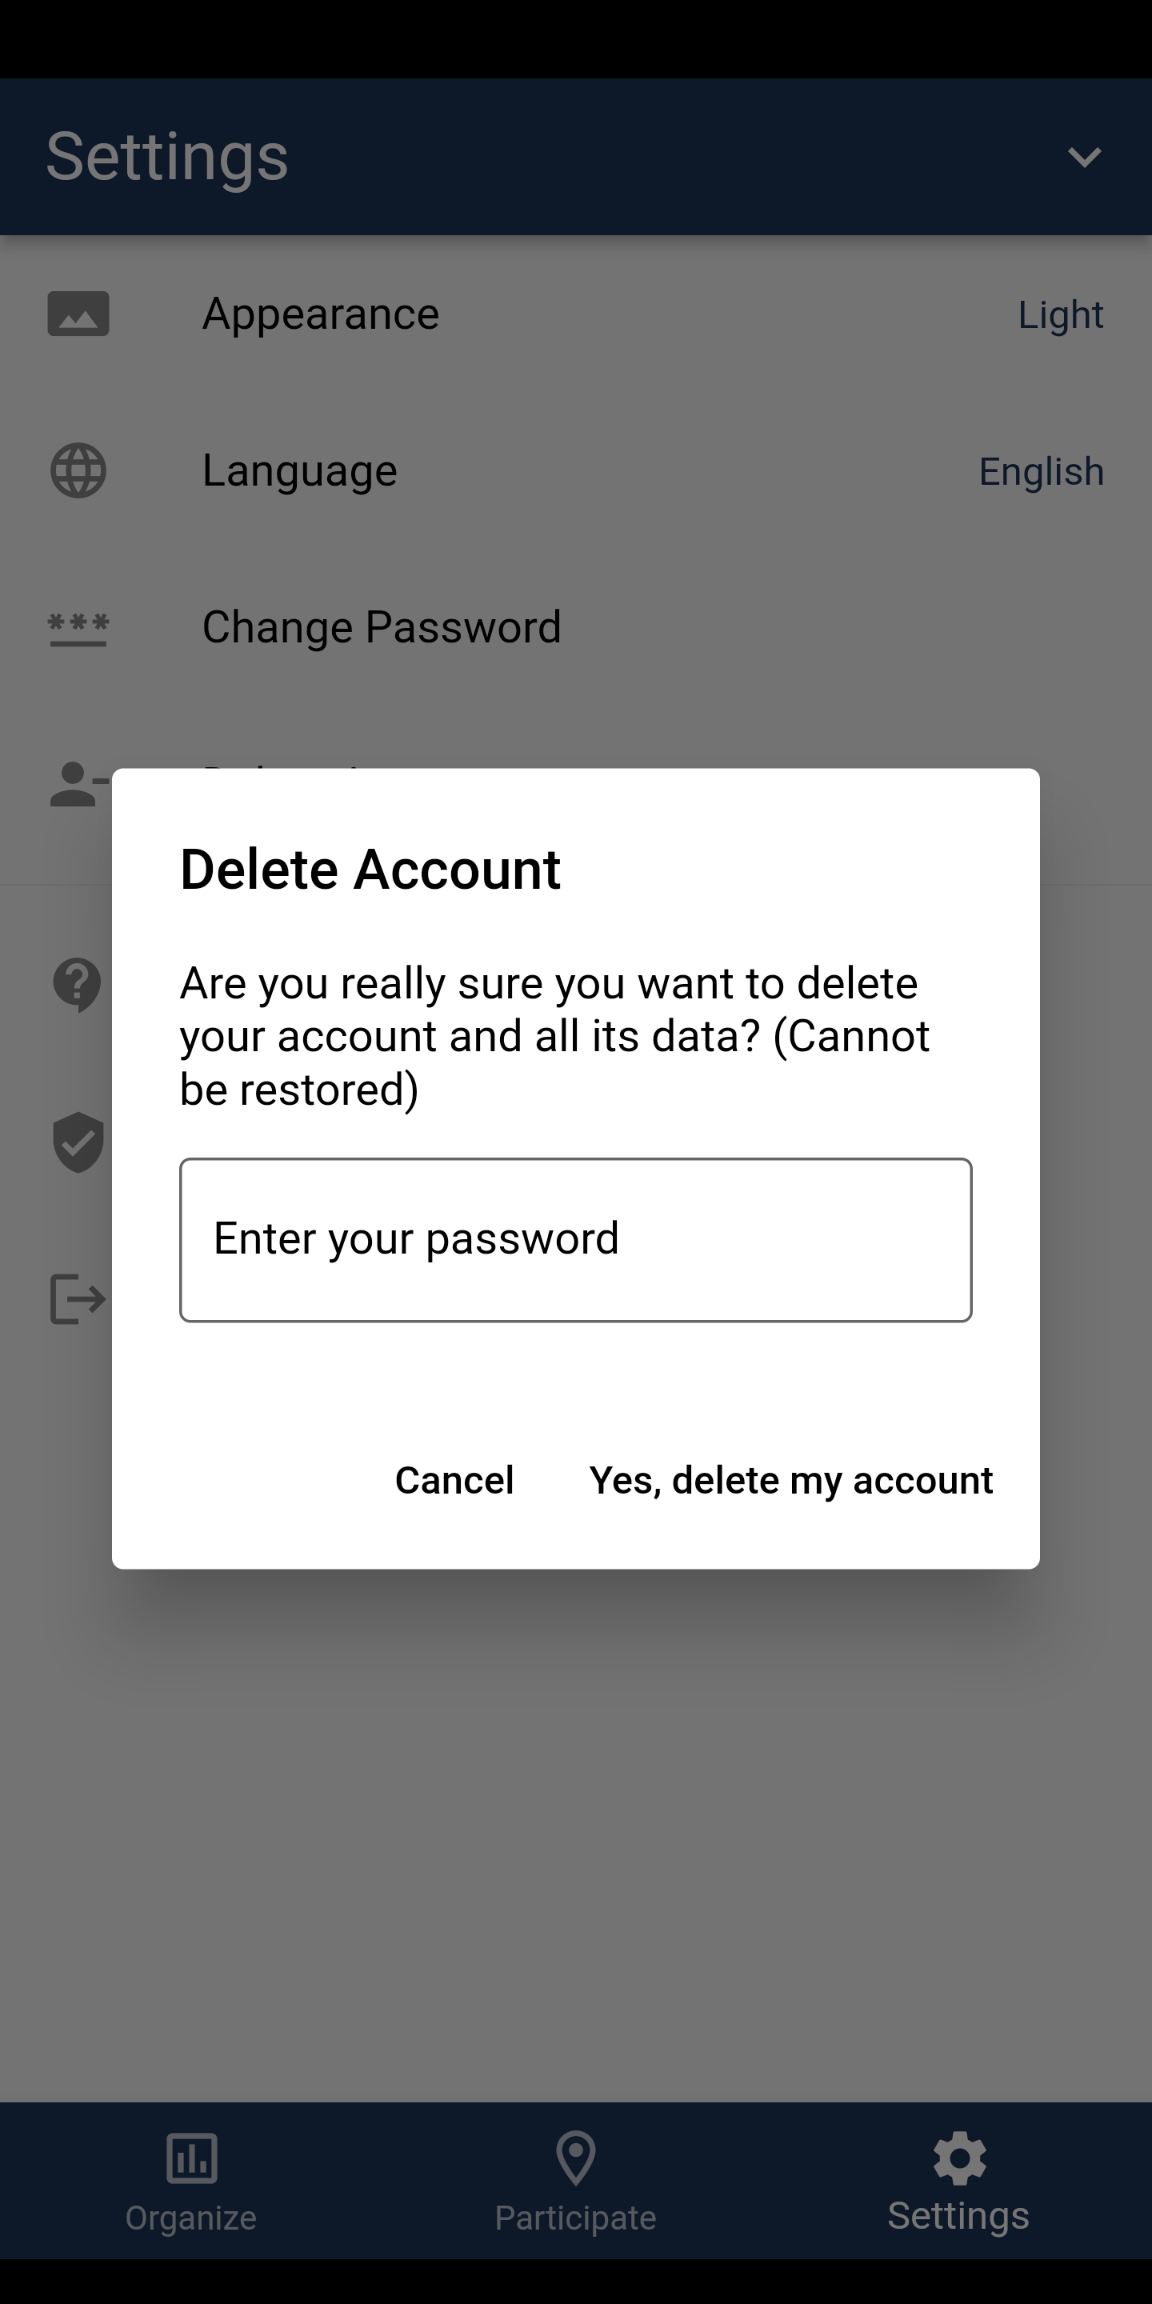 Settings
Appearance
Light
Language
English
Change Password
Delete Account
Are you really sure you want to delete
your account and all its data? (Cannot
be restored)
Enter your password
Cancel
Yes, delete my account
Organize
Participate
Settings